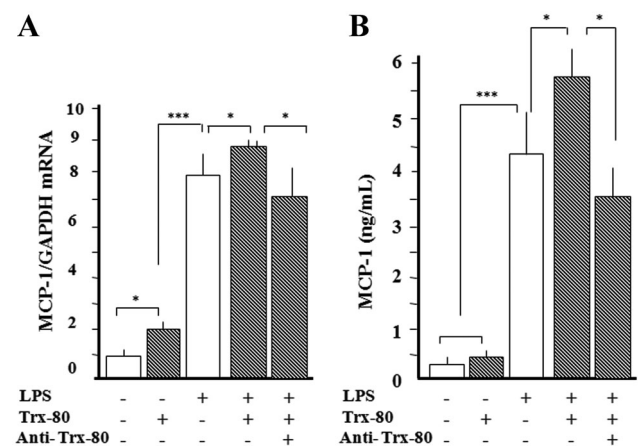 A
B
MCP-1/GAPDH mRNA
10
9
8
6
4
2
0
*
***
*
*
LPS - - + + +
Trx-80 - + - + +
Anti-Trx-80 - - - - +
MCP-1 (ng/mL)
6
5
4
3
2
1
0
***
*
*
LPS - - + + +
Trx-80 - + - + +
Anti-Trx-80 - - - - +